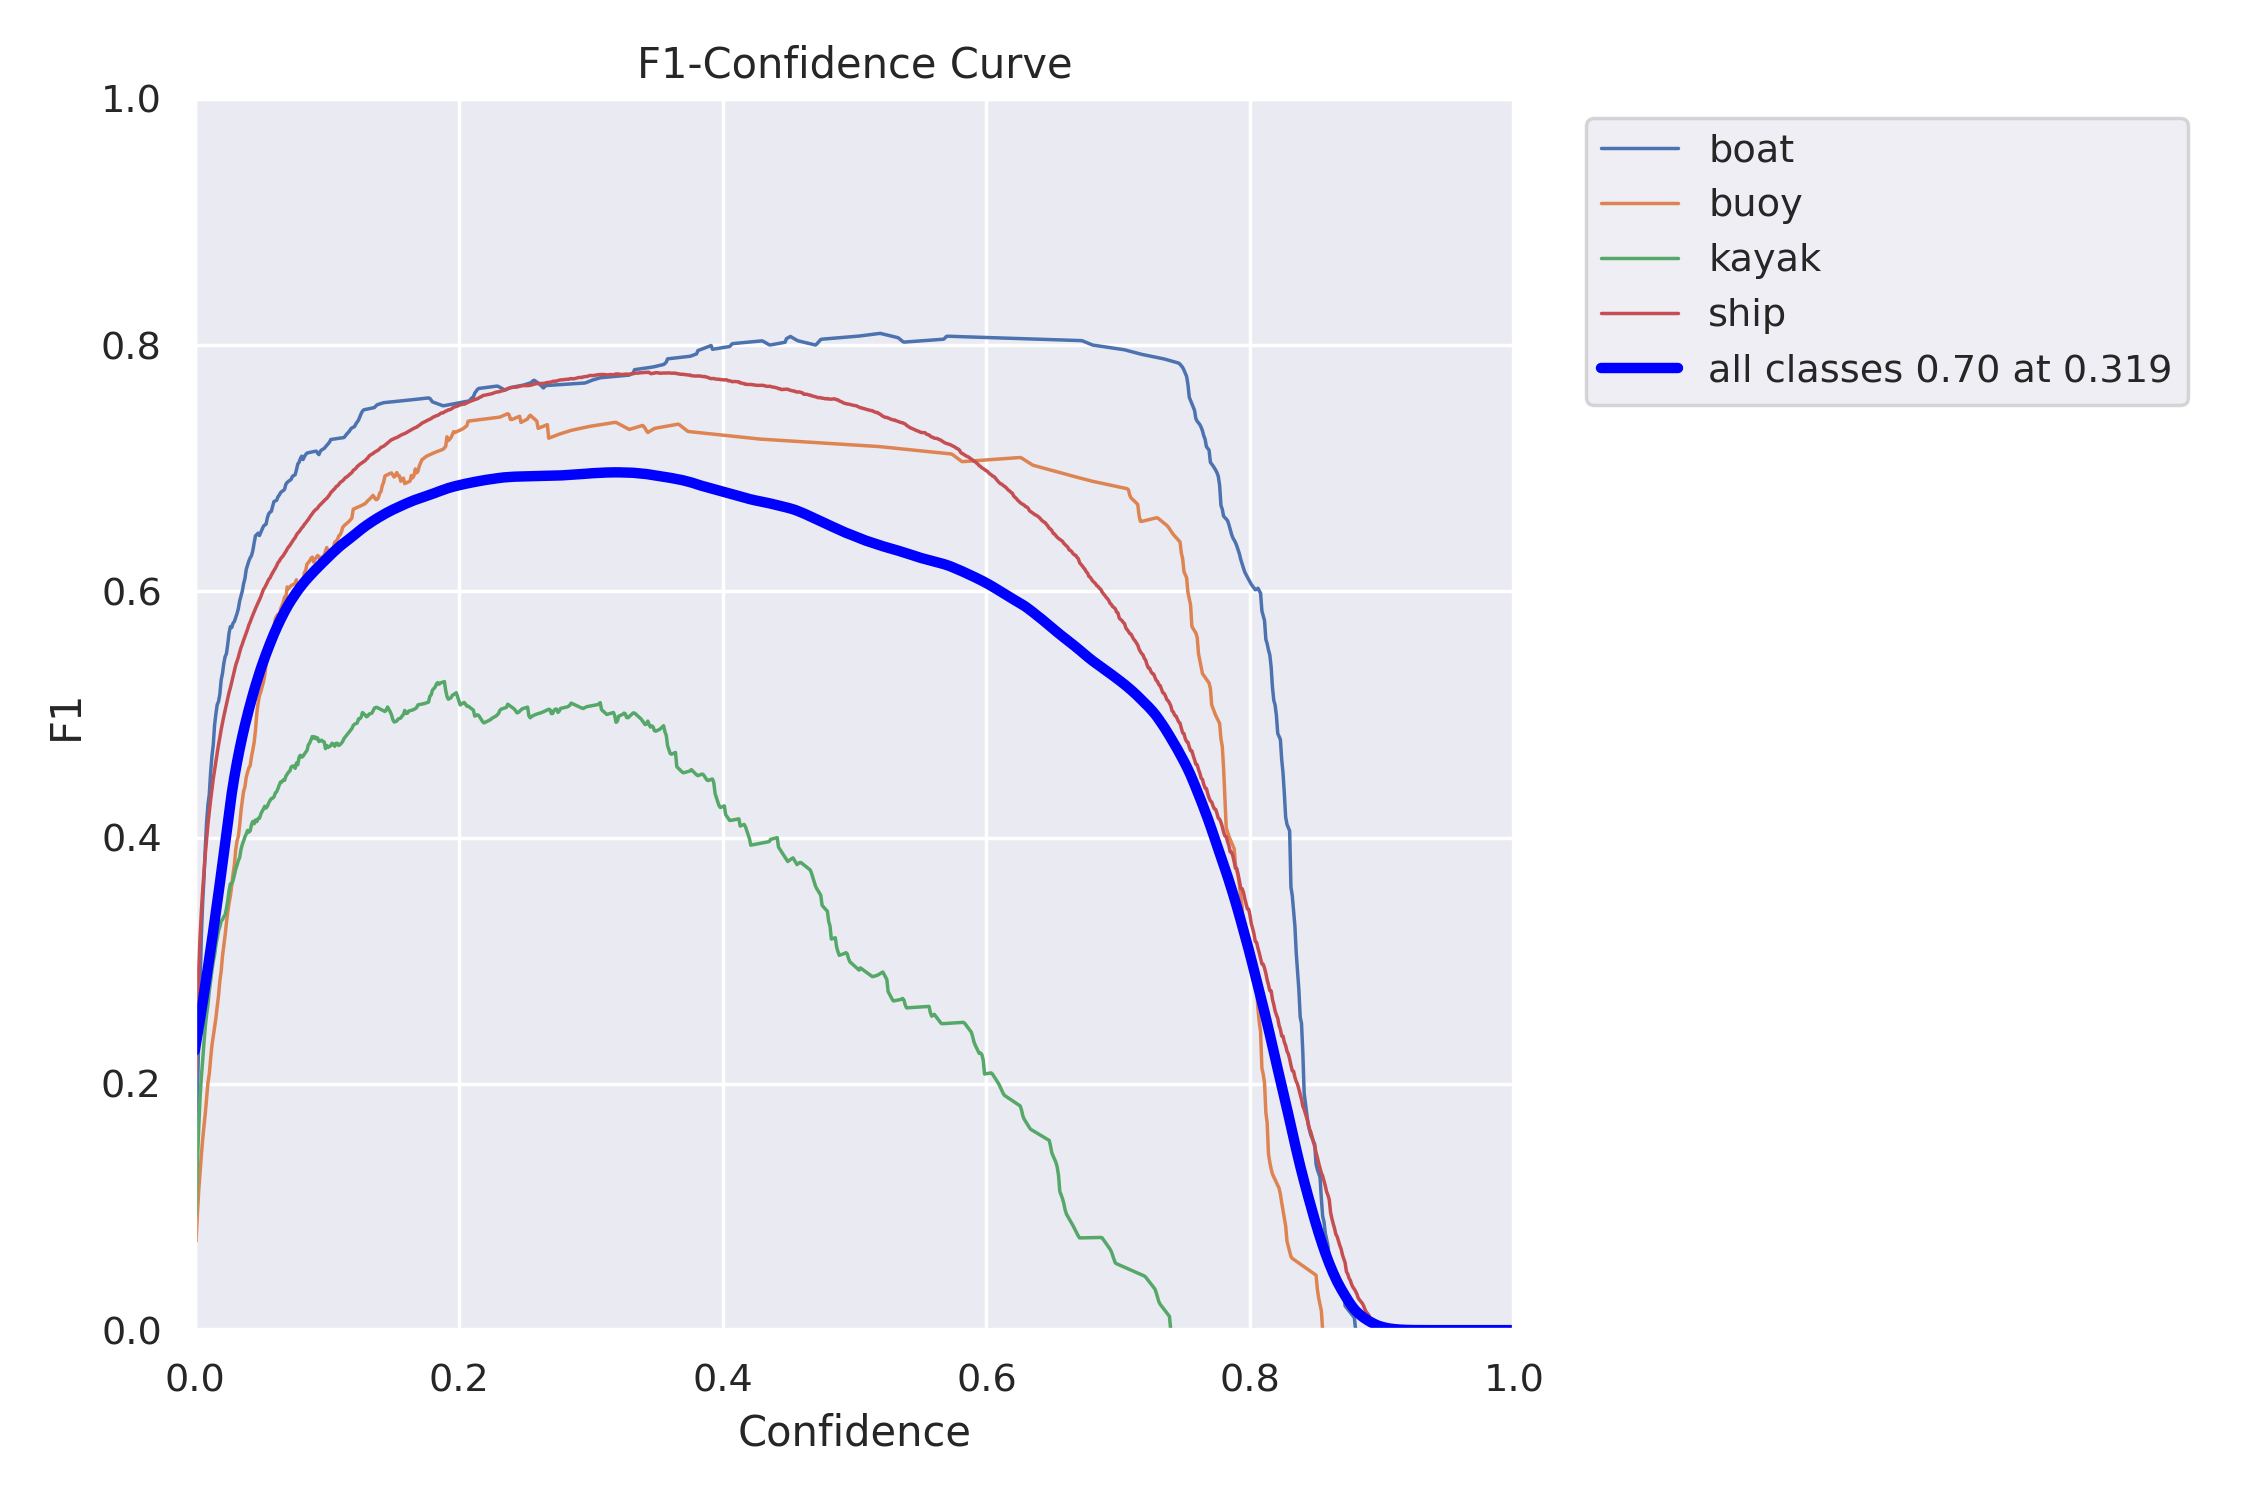 F1-Confidence Curve
1.0
0.8
0.6
0.4
0.2
0.0
F1
0.0 0.2 0.4 0.6 0.8 1.0
Confidence
boat
buoy
kayak
ship
all classes 0.70 at 0.319